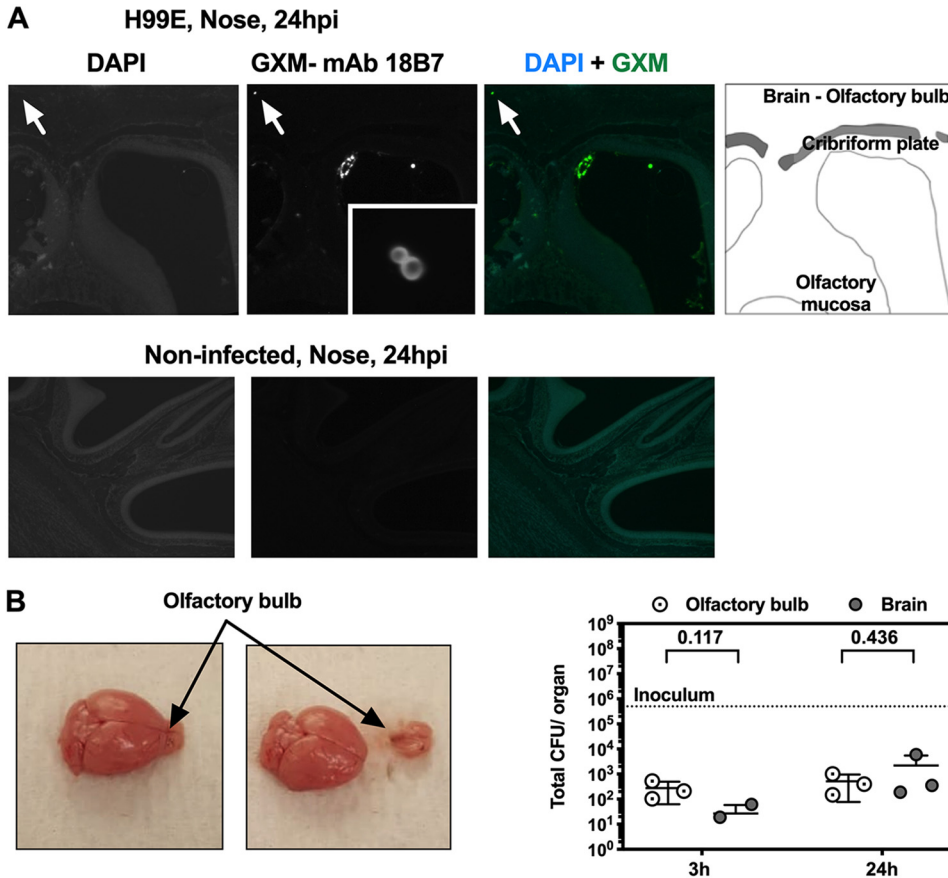 A
H99E, Nose, 24hpi
DAPI
GXM- mAb 18B7
DAPI + GXM
Brain - Olfactory bulb
Cribriform plate
Olfactory
mucosa
Non-infected, Nose, 24hpi
B
Olfactory bulb
Olfactory bulb
Brain
10⁹
10⁸
10⁷
10⁶
10⁵
10⁴
10³
10²
10¹
10⁰
Total CFU/ organ
0.117
0.436
Inoculum
3h
24h